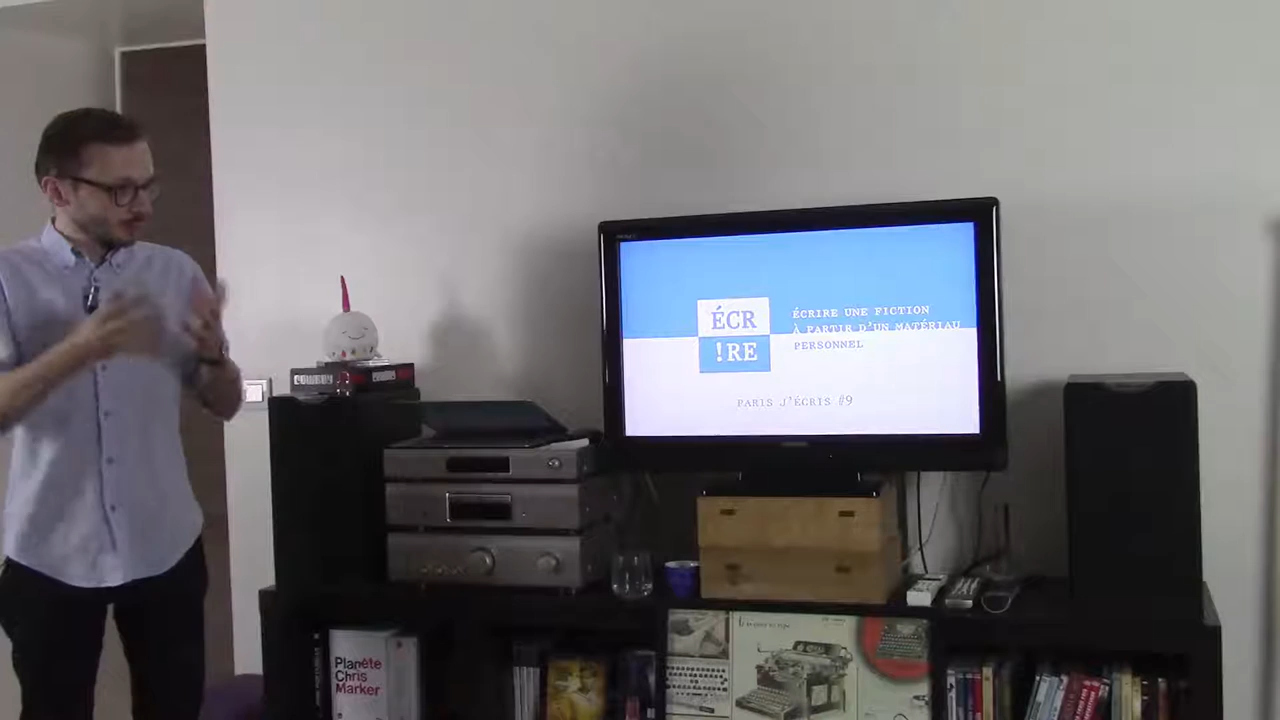 ÉCR
!RE
ÉCRIRE UNE FICTION
À PARTIR D'UN MATÉRIAU
PERSONNEL
PARIS J'ÉCRIS #9
Planète
Chris
Marker